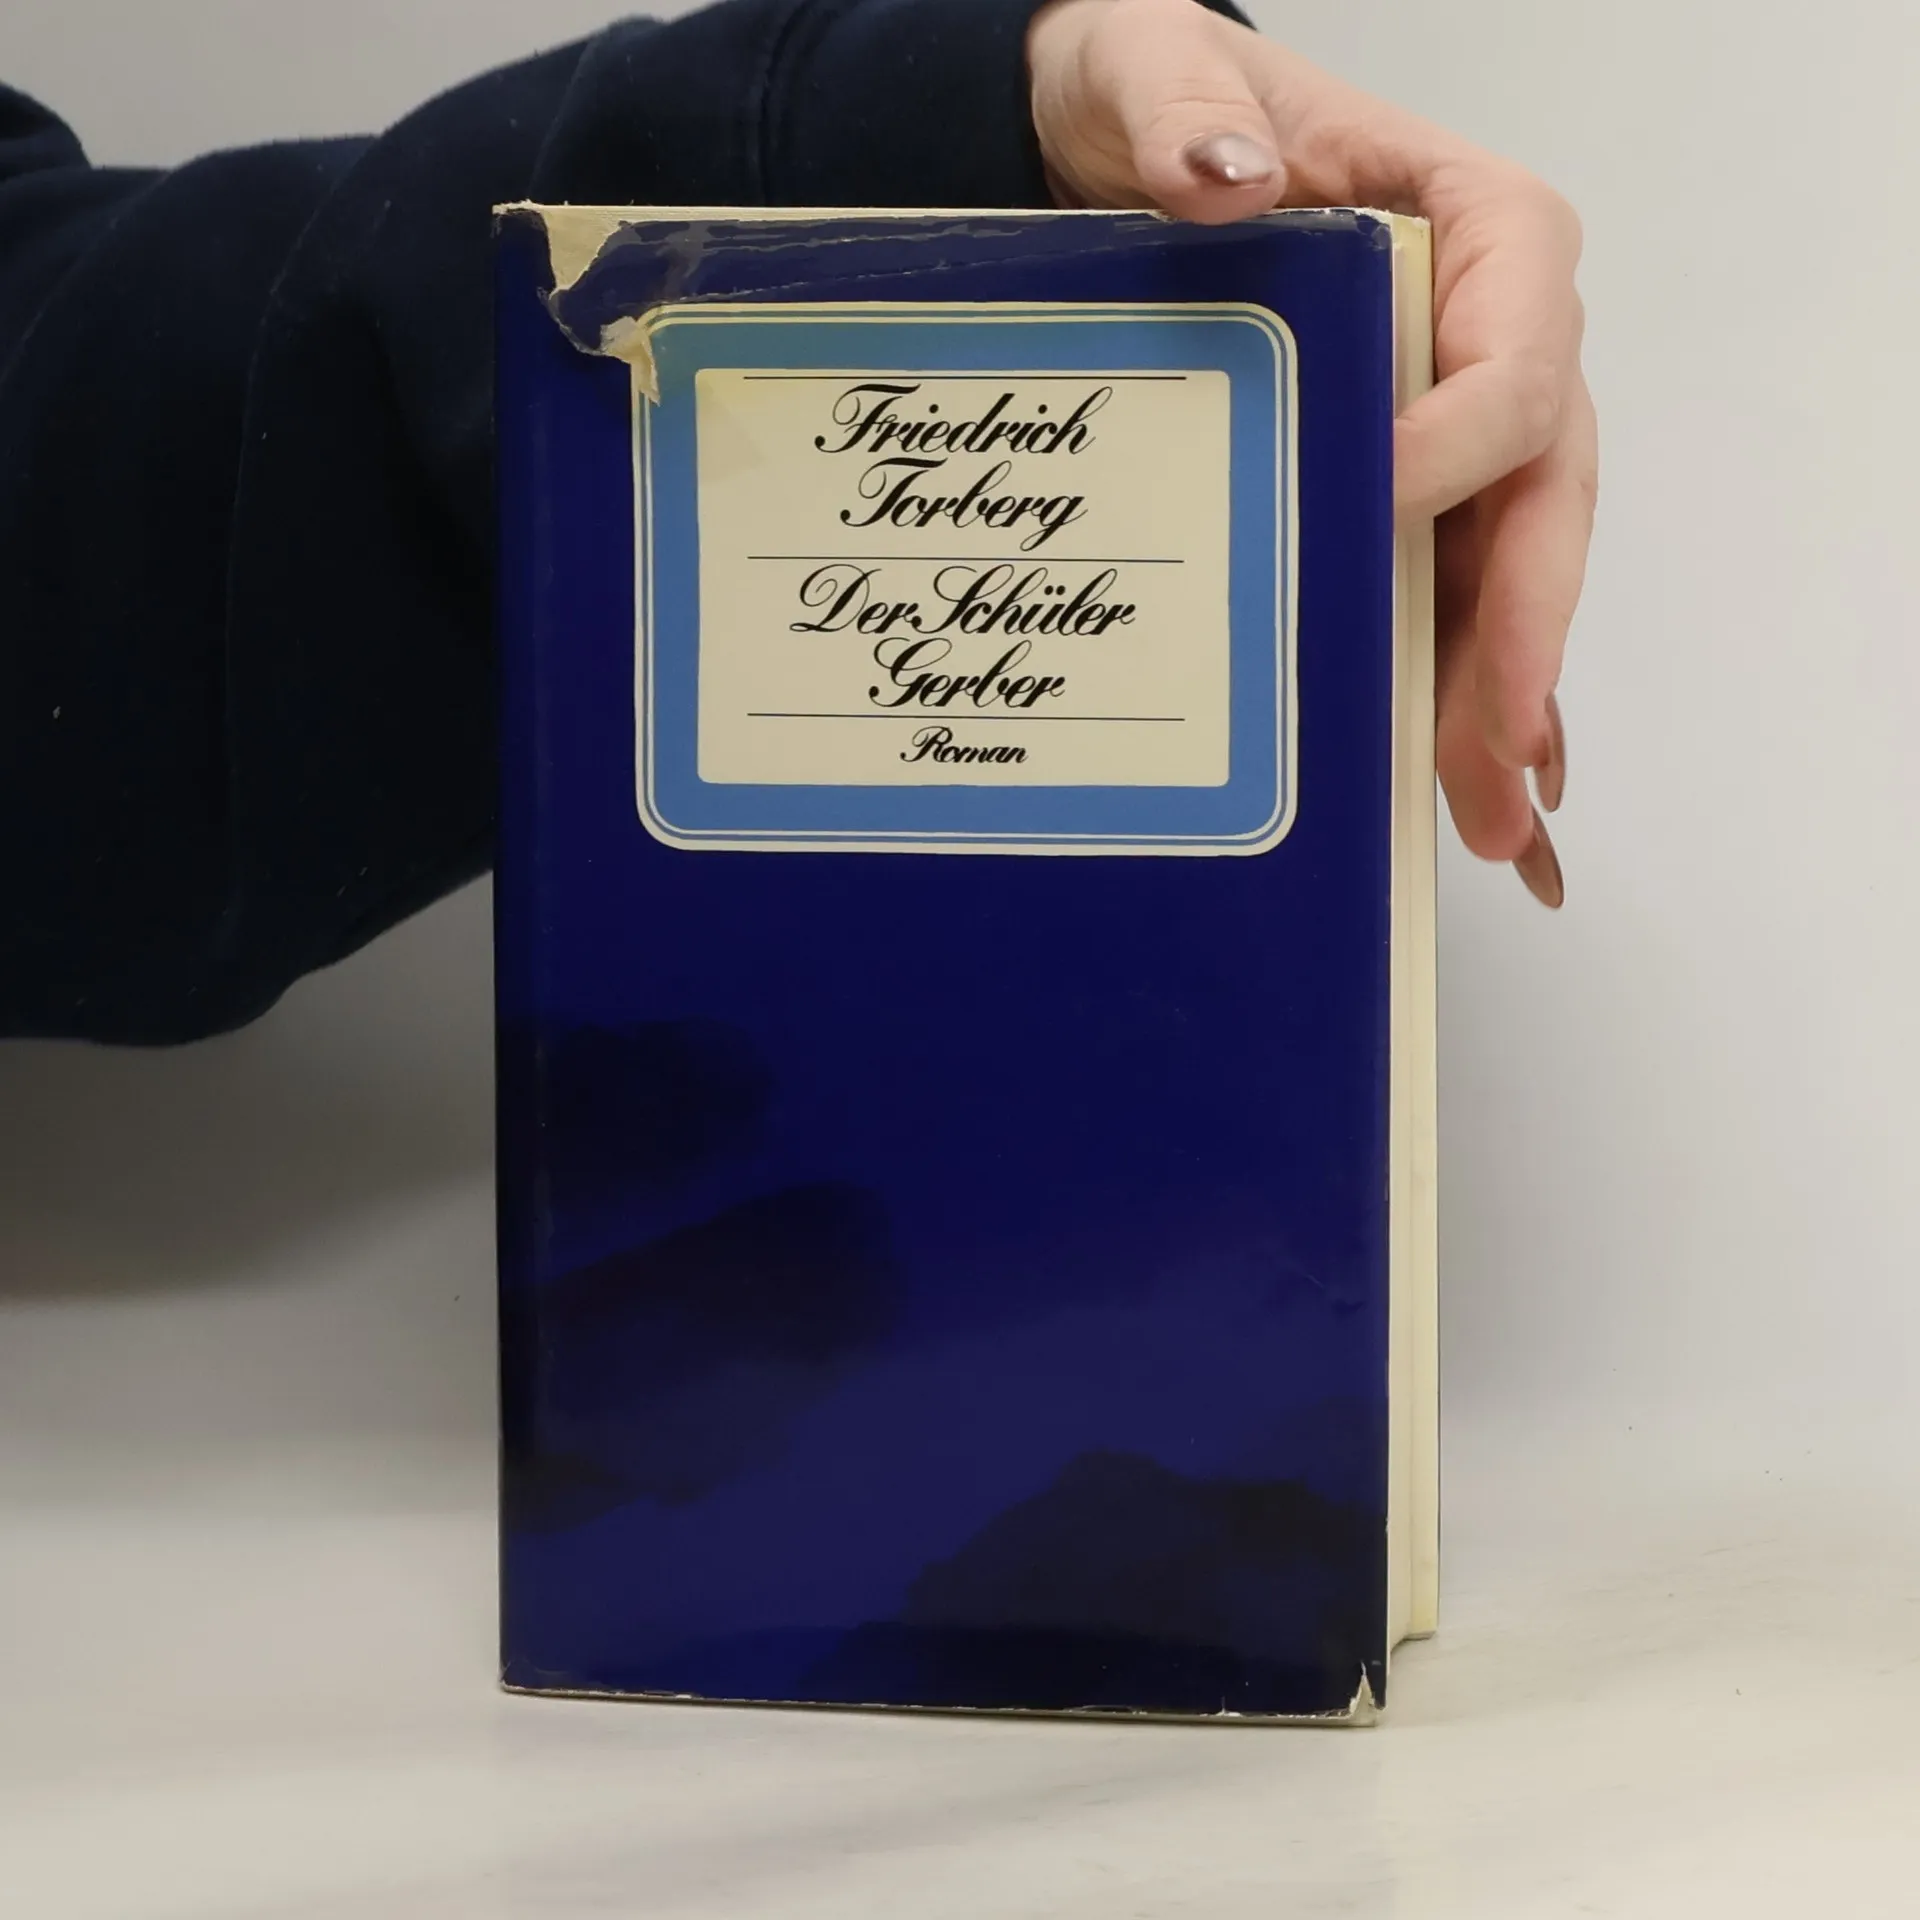 Friedrich
Torberg
Der Schüler
Gerber
Roman